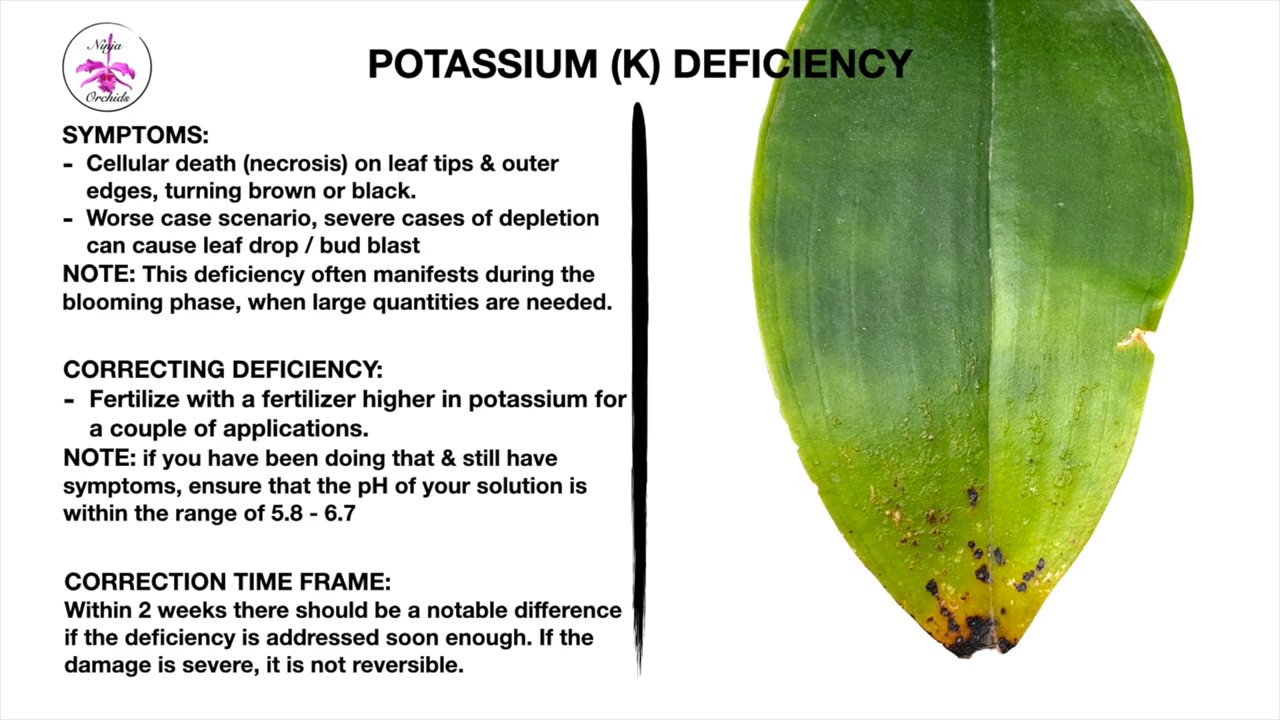 Ninja
Orchids
POTASSIUM (K) DEFICIENCY
SYMPTOMS:
- Cellular death (necrosis) on leaf tips & outer
edges, turning brown or black.
- Worse case scenario, severe cases of depletion
can cause leaf drop / bud blast
NOTE: This deficiency often manifests during the
blooming phase, when large quantities are needed.
CORRECTING DEFICIENCY:
- Fertilize with a fertilizer higher in potassium for
a couple of applications.
NOTE: if you have been doing that & still have
symptoms, ensure that the pH of your solution is
within the range of 5.8 - 6.7
CORRECTION TIME FRAME:
Within 2 weeks there should be a notable difference
if the deficiency is addressed soon enough. If the
damage is severe, it is not reversible.